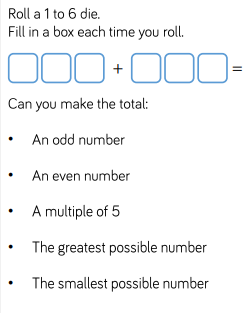 Roll a 1 to 6 die.
Fill in a box each time you roll.
+ =
Can you make the total:
• An odd number
• An even number
• A multiple of 5
• The greatest possible number
• The smallest possible number